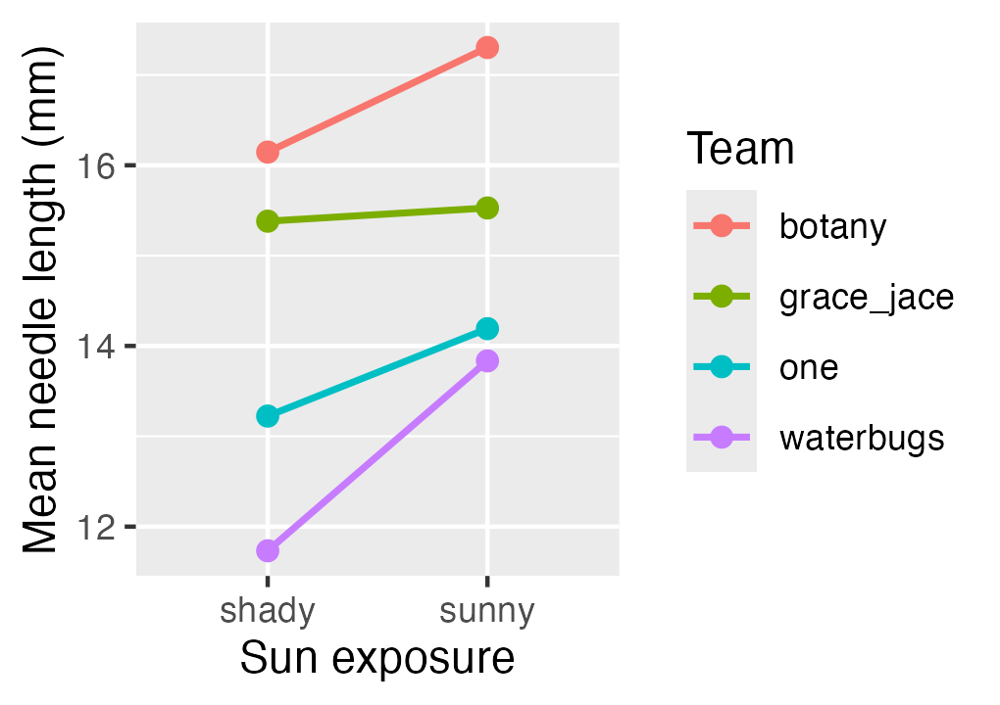 Mean needle length (mm)
16
14
12
shady sunny
Sun exposure
Team
botany
grace_jace
one
waterbugs